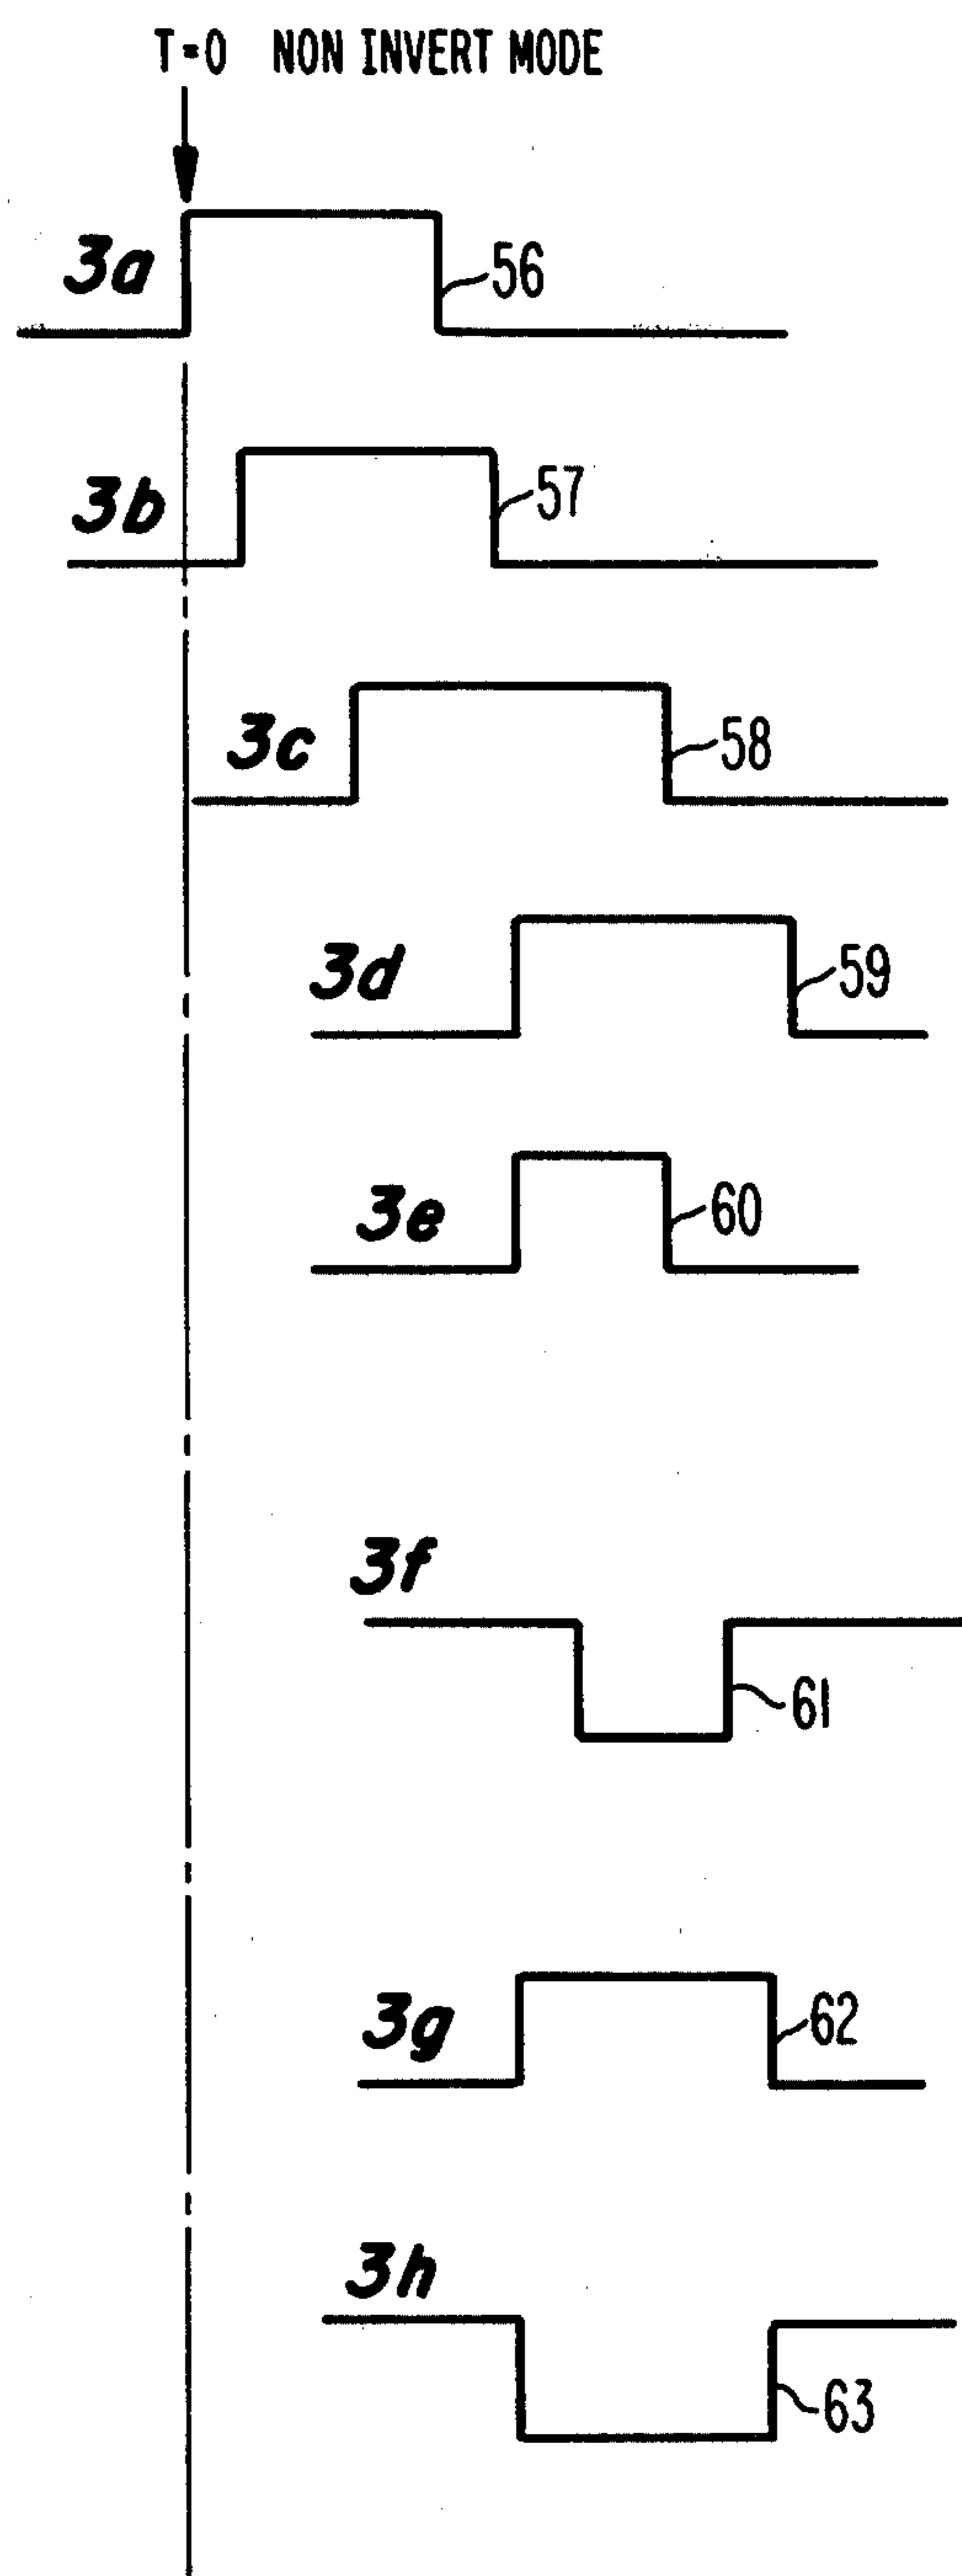 T=0 NON INVERT MODE
3a
56
3b
57
3c
58
3d
59
3e
60
3f
61
3g
62
3h
63